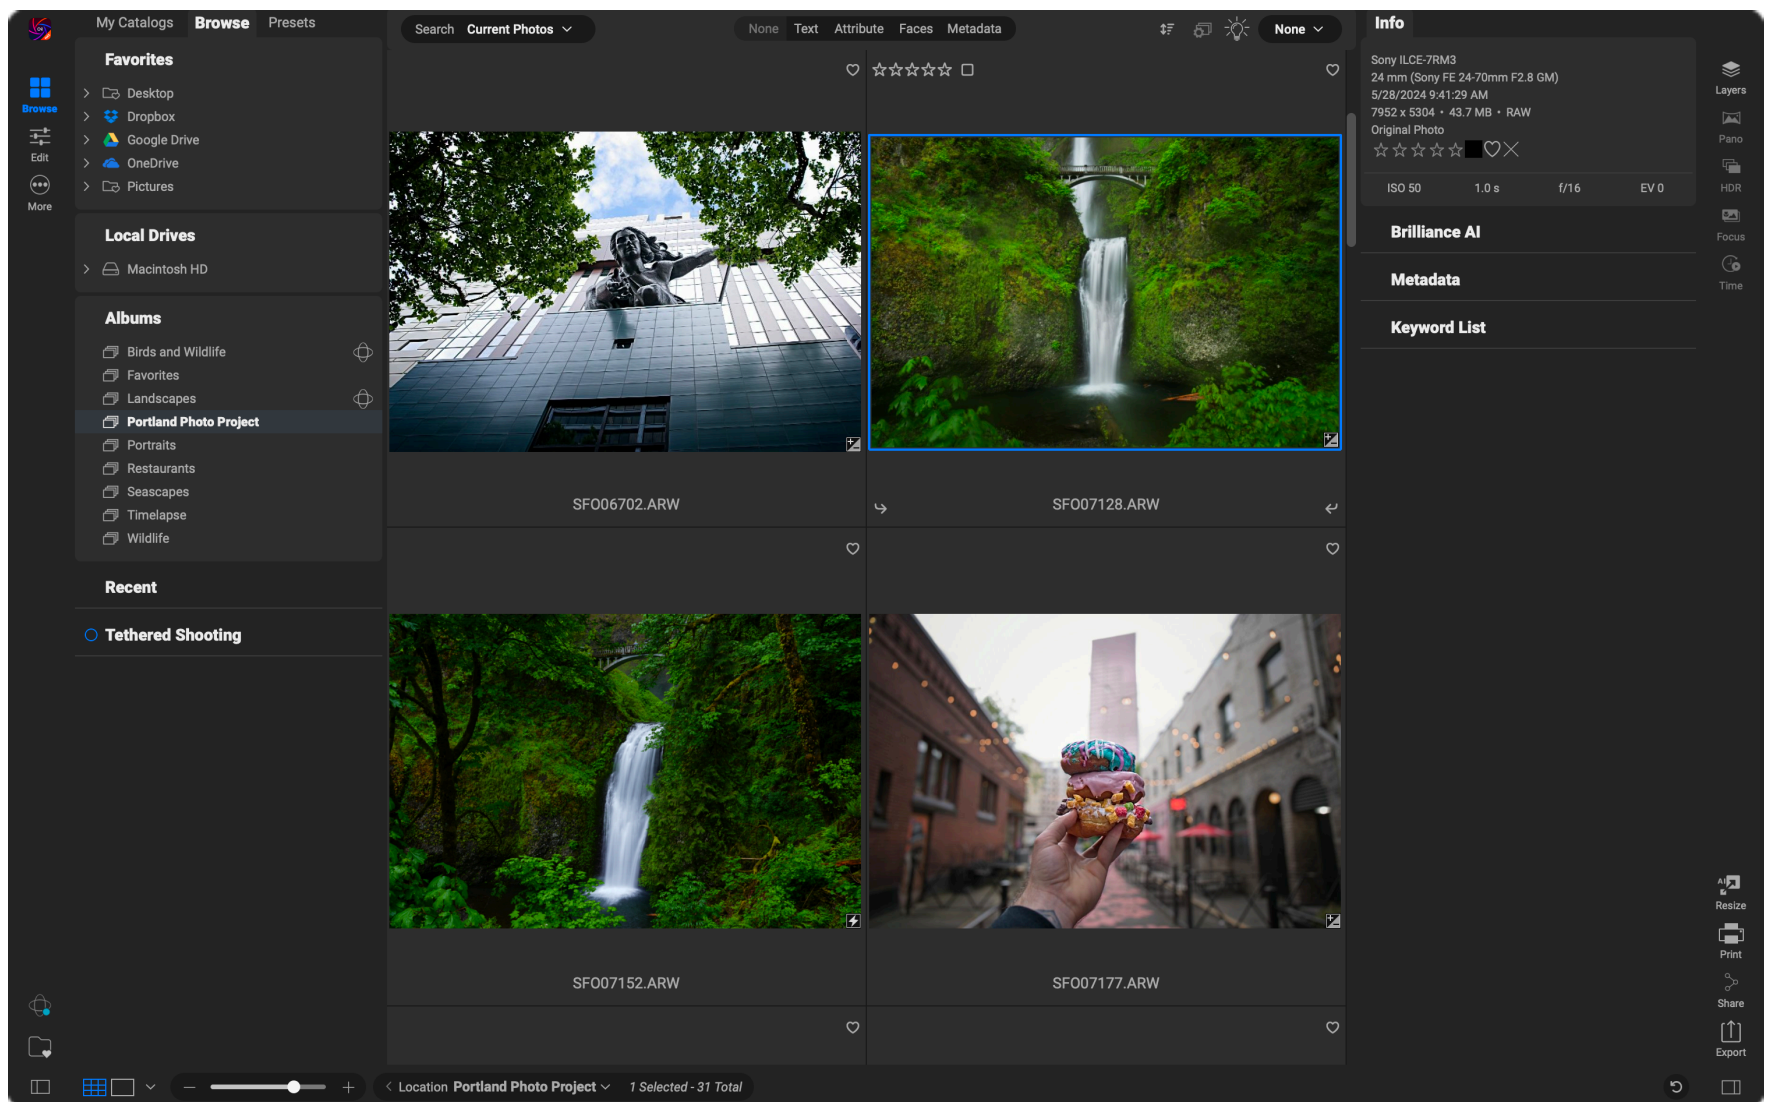 My Catalogs Browse Presets
Favorites
Desktop
Dropbox
Google Drive
OneDrive
Pictures
Local Drives
Macintosh HD
Albums
Birds and Wildlife
Favorites
Landscapes
Portland Photo Project
Portraits
Restaurants
Seascapes
Timelapse
Wildlife
Recent
Tethered Shooting
Browse
Edit
More
Search Current Photos
None Text Attribute Faces Metadata
None
SFO06702.ARW
SFO07128.ARW
SFO07152.ARW
SFO07177.ARW
Location Portland Photo Project 1 Selected - 31 Total
Info
Sony ILCE-7RM3
24 mm (Sony FE 24-70mm F2.8 GM)
5/28/2024 9:41:29 AM
7952 x 5304 • 43.7 MB • RAW
Original Photo
ISO 50 1.0 s f/16 EV 0
Brilliance AI
Metadata
Keyword List
Layers
Pano
HDR
Focus
Time
AI
Resize
Print
Share
Export